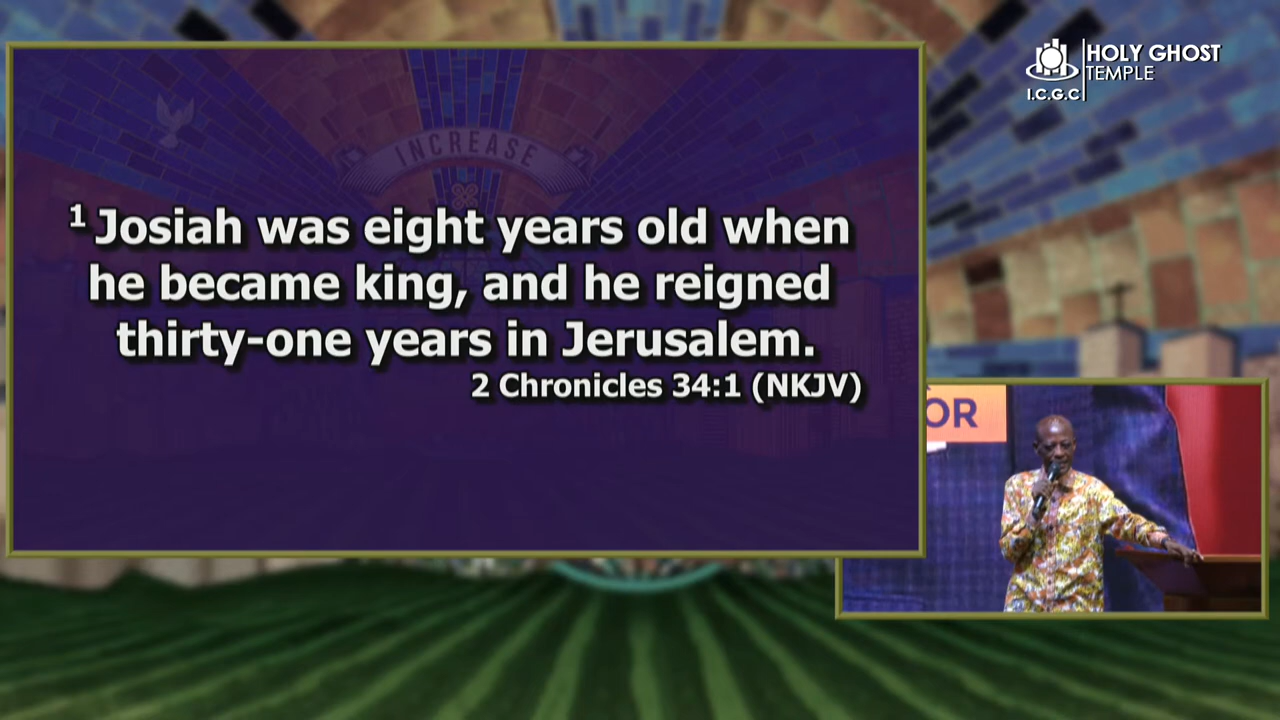 HOLY GHOST
TEMPLE
I.C.G.C
INCREASE
1 Josiah was eight years old when
he became king, and he reigned
thirty-one years in Jerusalem.
2 Chronicles 34:1 (NKJV)
OR